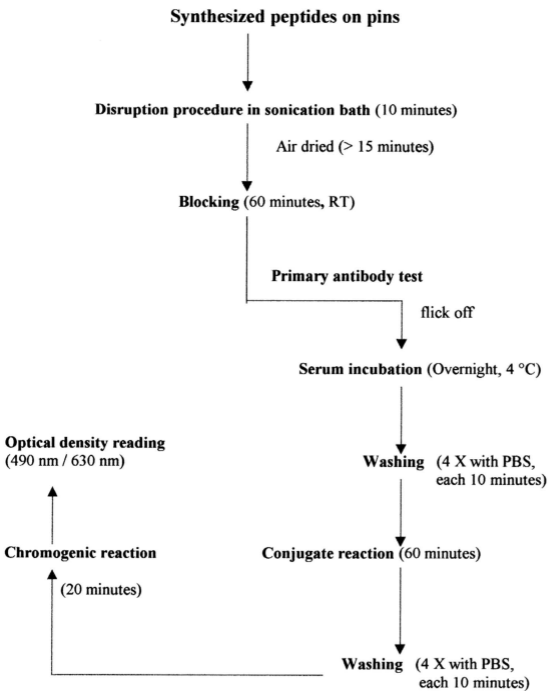 Synthesized peptides on pins
Disruption procedure in sonication bath (10 minutes)
Air dried (> 15 minutes)
Blocking (60 minutes, RT)
Primary antibody test
flick off
Serum incubation (Overnight, 4 °C)
Washing (4 X with PBS,
each 10 minutes)
Conjugate reaction (60 minutes)
Washing (4 X with PBS,
each 10 minutes)
(20 minutes)
Chromogenic reaction
Optical density reading
(490 nm / 630 nm)